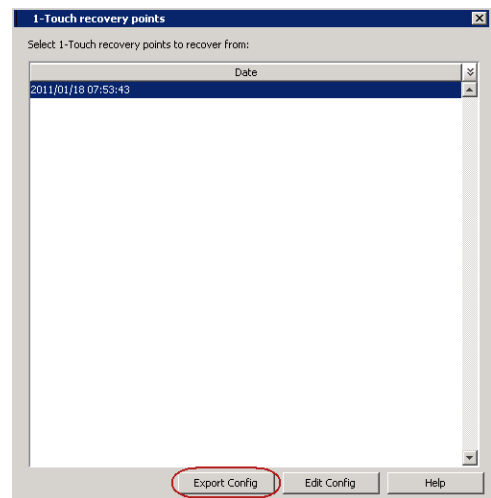 1-Touch recovery points
Select 1-Touch recovery points to recover from:
Date
2011/01/18 07:53:43
Export Config Edit Config Help